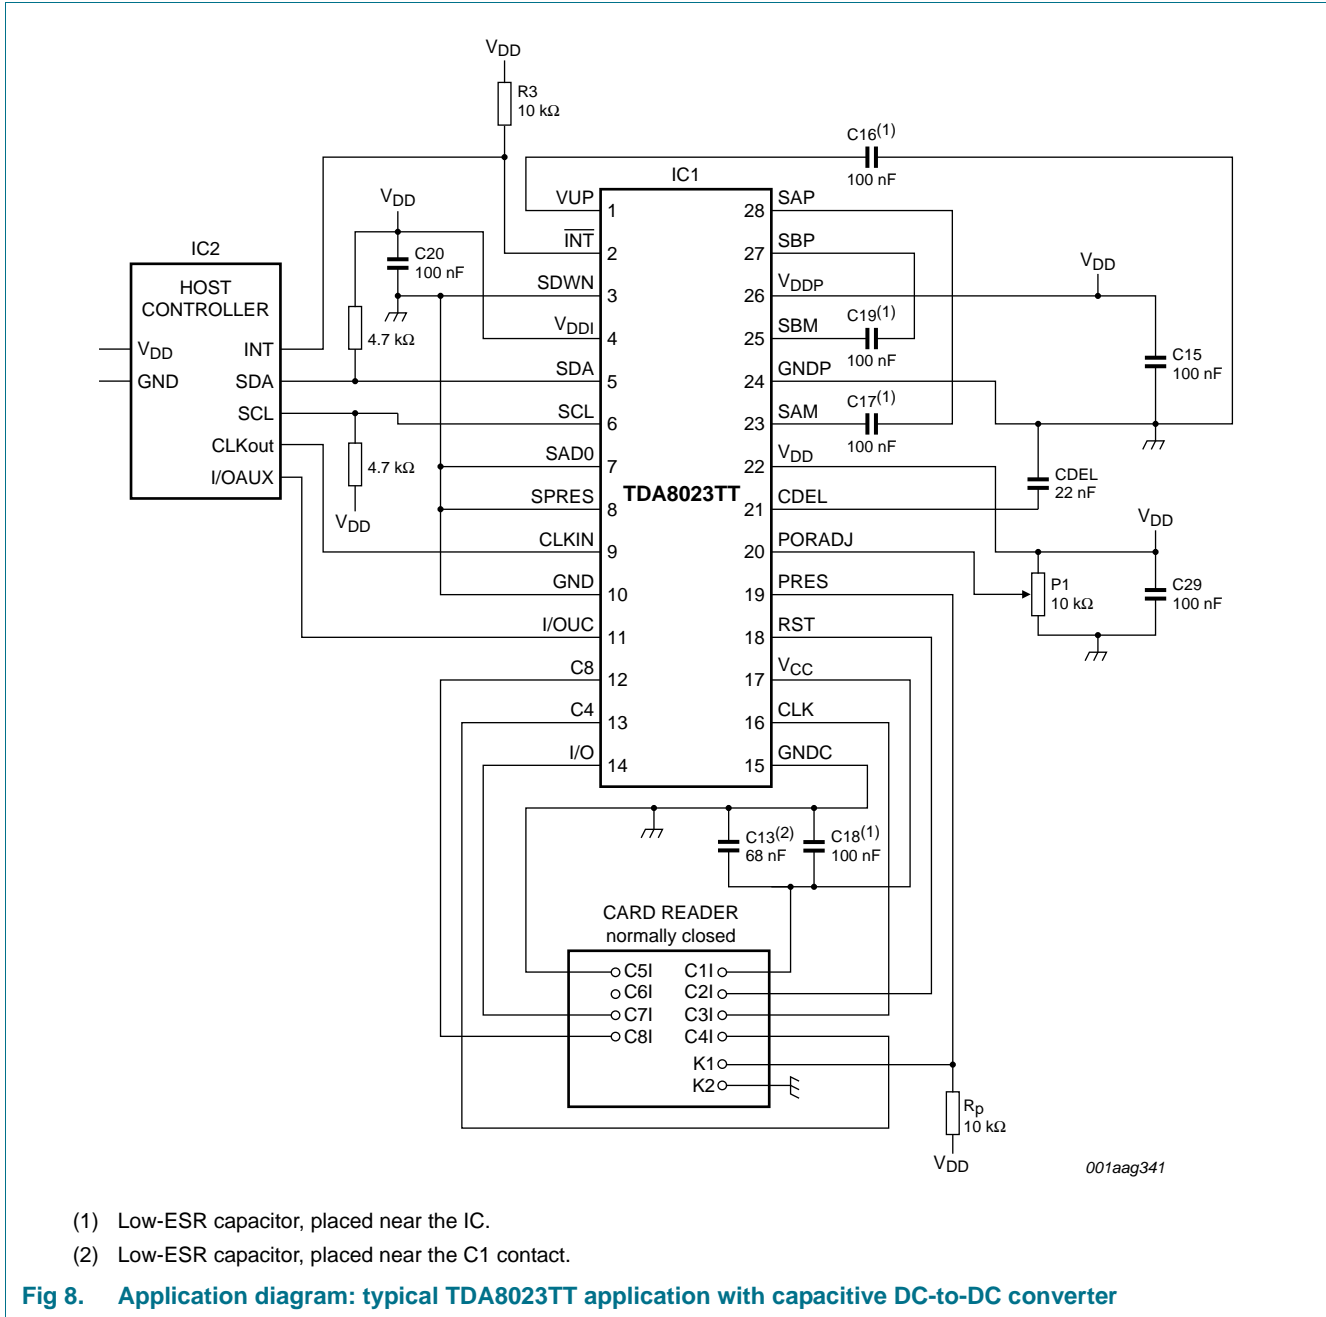 VDD
R3
10 kΩ
C16(1)
100 nF
IC1
VDD
C20
100 nF
IC2
HOST
CONTROLLER
VDD
GND
INT
SDA
SCL
CLKout
I/OAUX
4.7 kΩ
4.7 kΩ
VDD
VUP
1
INT
2
SDWN
3
VDDI
4
SDA
5
SCL
6
SAD0
7
SPRES
8
CLKIN
9
GND
10
I/OUC
11
C8
12
C4
13
I/O
14
TDA8023TT
28
SAP
27
SBP
26
VDDP
25
SBM
24
GNDP
23
SAM
22
VDD
21
CDEL
20
PORADJ
19
PRES
18
RST
17
VCC
16
CLK
15
GNDC
C19(1)
100 nF
C17(1)
100 nF
VDD
C15
100 nF
CDEL
22 nF
VDD
P1
10 kΩ
C29
100 nF
C13(2)
68 nF
C18(1)
100 nF
CARD READER
normally closed
C5I
C6I
C7I
C8I
C1I
C2I
C3I
C4I
K1
K2
Rp
10 kΩ
VDD
001aag341
(1) Low-ESR capacitor, placed near the IC.
(2) Low-ESR capacitor, placed near the C1 contact.
Fig 8. Application diagram: typical TDA8023TT application with capacitive DC-to-DC converter